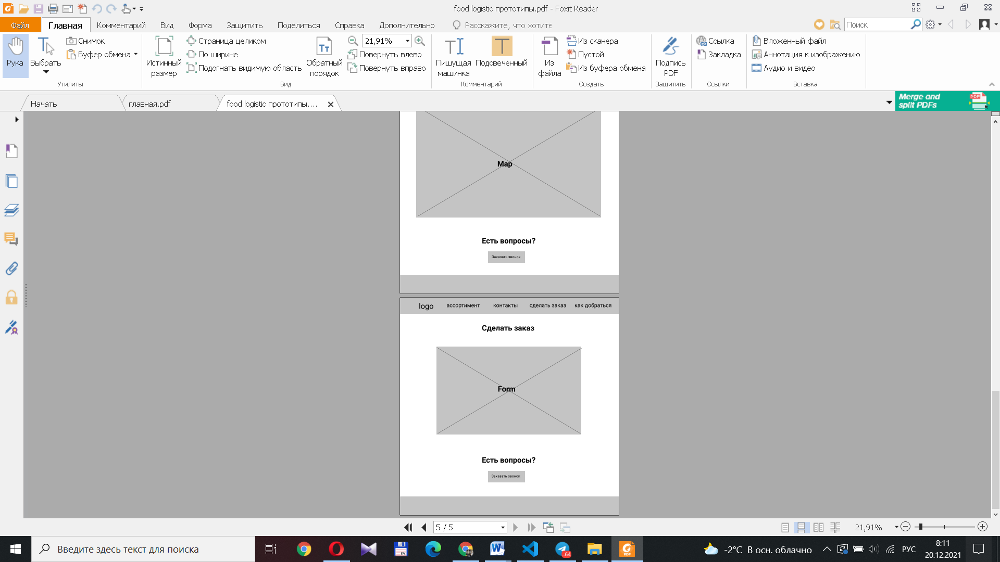 food logistic прототипы.pdf - Foxit Reader
Файл
Главная
Комментарий
Вид
Форма
Защитить
Поделиться
Справка
Дополнительно
Расскажите, что хотите
Поиск
Рука
Выбрать
Снимок
Буфер обмена
Утилиты
Истинный размер
Страница целиком
По ширине
Подогнать видимую область
Обратный порядок
21,91%
Повернуть влево
Повернуть вправо
Вид
Пишущая машинка
Подсвеченный
Комментарий
Из файла
Из сканера
Пустой
Из буфера обмена
Создать
Подпись PDF
Защитить
Ссылка
Закладка
Ссылки
Вложенный файл
Аннотация к изображению
Аудио и видео
Вставка
Начать
главная.pdf
food logistic прототипы....
Merge and
split PDFs
PDF
Map
Есть вопросы?
Заказать звонок
logo ассортимент контакты сделать заказ как добраться
Сделать заказ
Form
Есть вопросы?
Заказать звонок
5 / 5
21,91%
Введите здесь текст для поиска
64
..64
PDF
-2°C В осн. облачно
РУС
8:11
20.12.2021